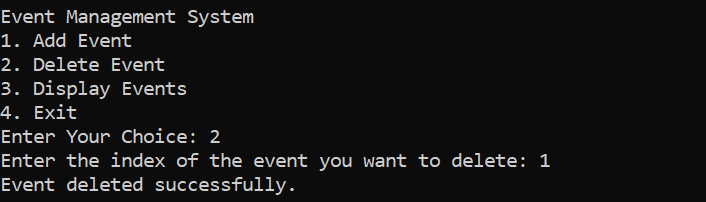 Event Management System
1. Add Event
2. Delete Event
3. Display Events
4. Exit
Enter Your Choice: 2
Enter the index of the event you want to delete: 1
Event deleted successfully.